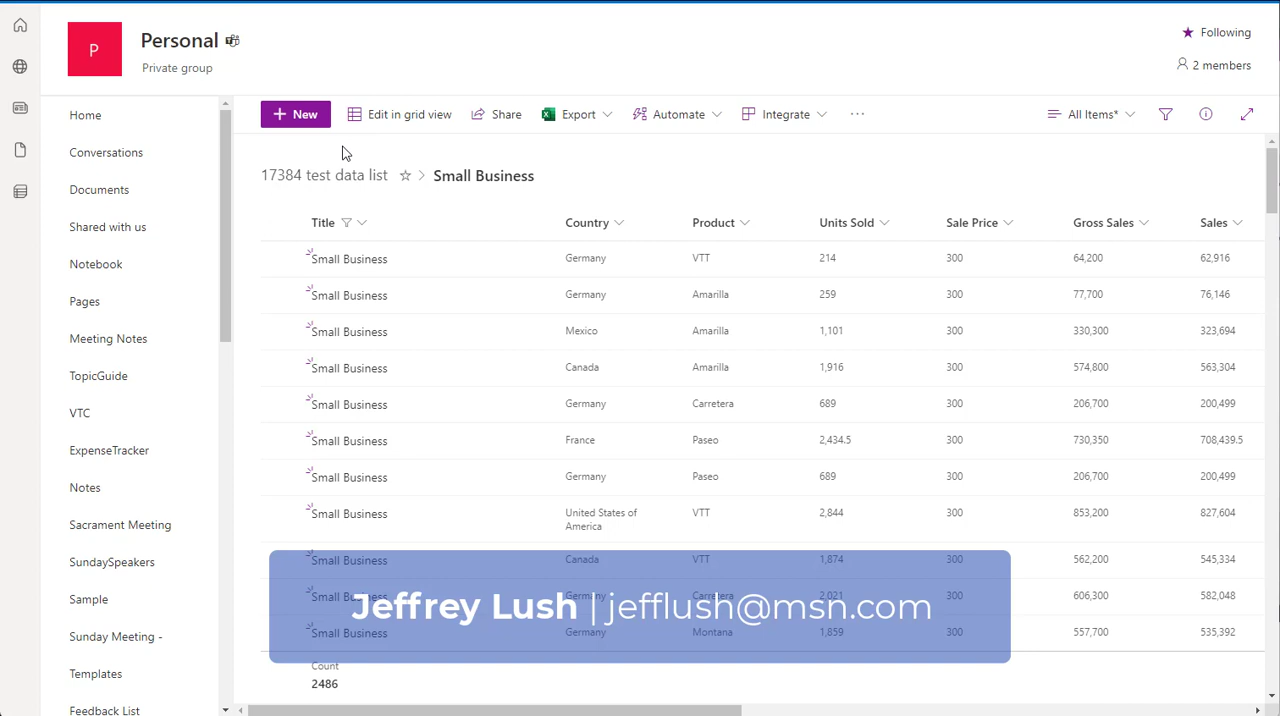 P
Personal
Private group
Following
2 members
Home
Conversations
Documents
Shared with us
Notebook
Pages
Meeting Notes
TopicGuide
VTC
ExpenseTracker
Notes
Sacrament Meeting
SundaySpeakers
Sample
Sunday Meeting -
Templates
Feedback List
New Edit in grid view Share Export Automate Integrate ... All Items*
17384 test data list > Small Business
Title Country Product Units Sold Sale Price Gross Sales Sales
Small Business Germany VTT 214 300 64,200 62,916
Small Business Germany Amarilla 259 300 77,700 76,146
Small Business Mexico Amarilla 1,101 300 330,300 323,694
Small Business Canada Amarilla 1,916 300 574,800 563,304
Small Business Germany Carretera 689 300 206,700 200,499
Small Business France Paseo 2,434.5 300 730,350 708,439.5
Small Business Germany Paseo 689 300 206,700 200,499
Small Business United States of America VTT 2,844 300 853,200 827,604
Small Business Canada VTT 1,874 300 562,200 545,334
Small Business Germany Carretera 2,021 300 606,300 582,048
Small Business Germany Montana 1,859 300 557,700 535,392
Jeffrey Lush | jefflush@msn.com
Count
2486